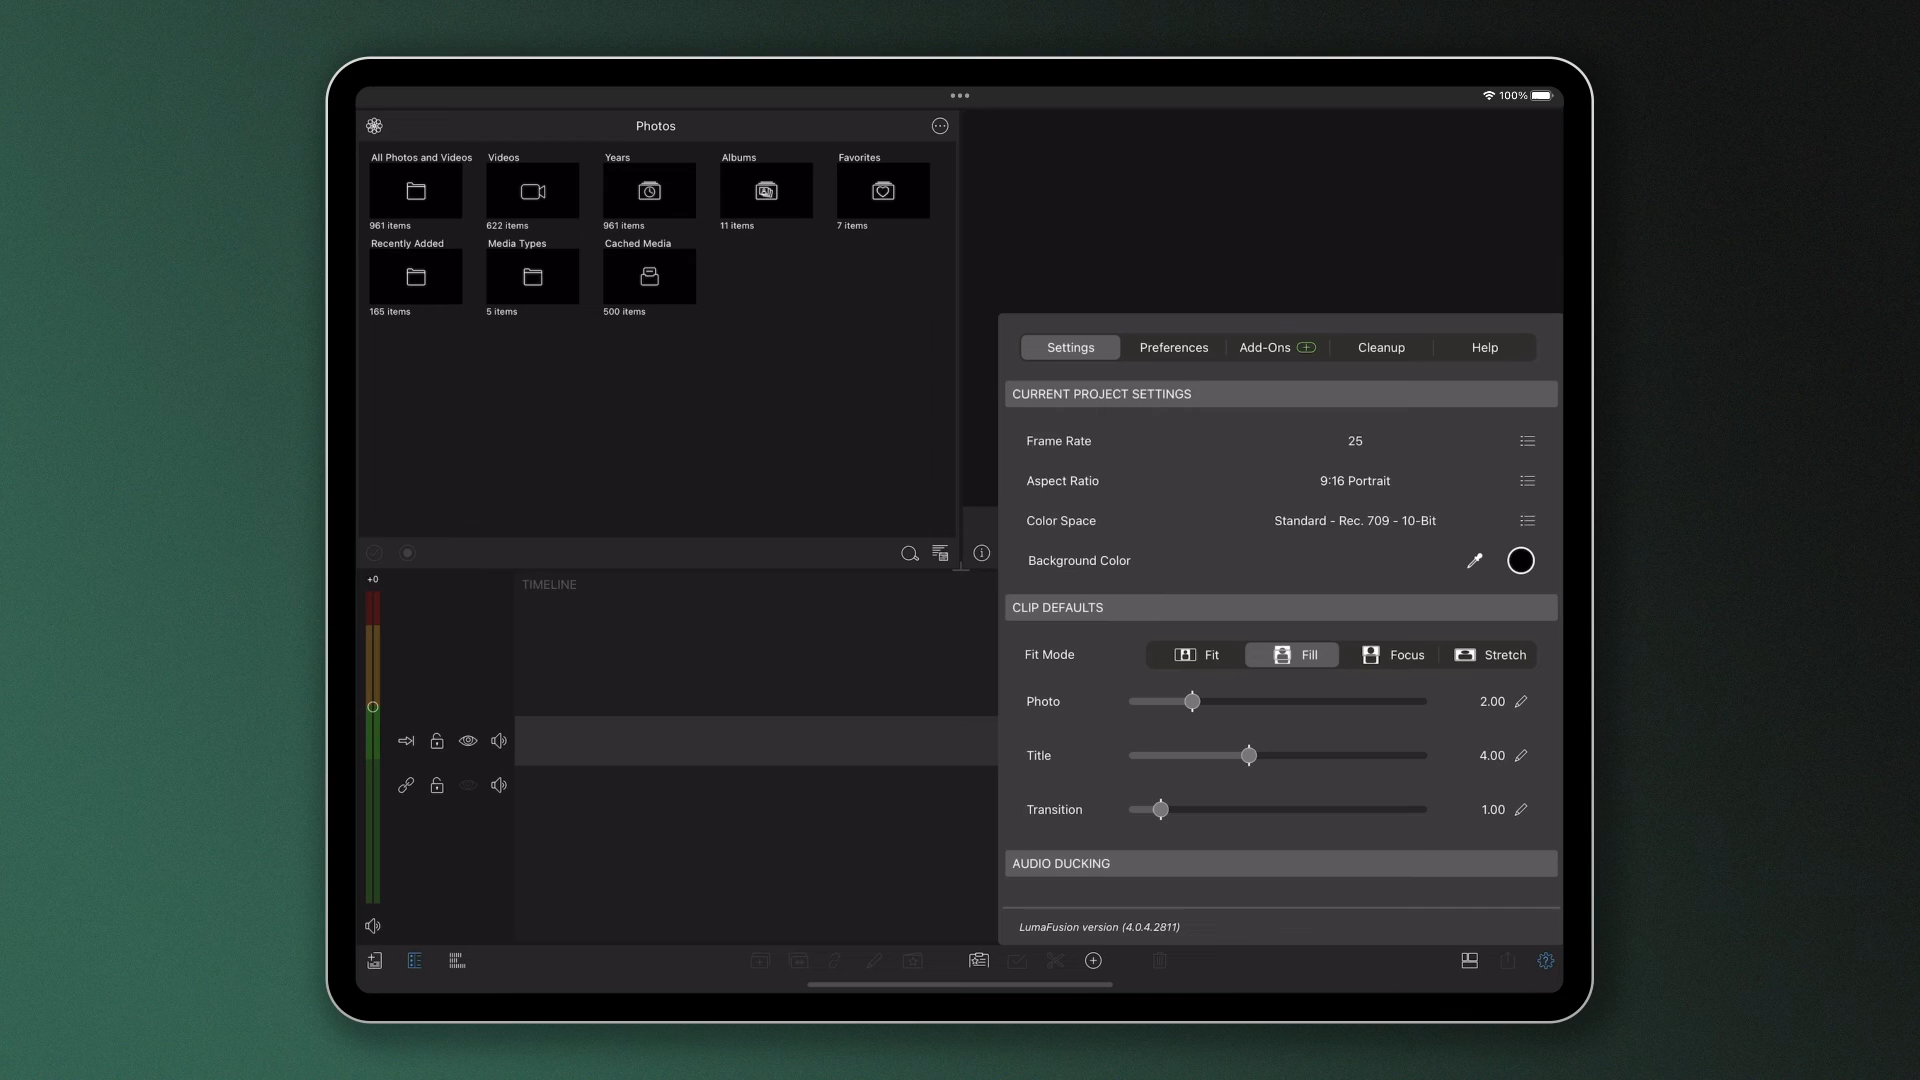 100%
Photos
All Photos and Videos Videos Years Albums Favorites
961 items 622 items 961 items 11 items 7 items
Recently Added Media Types Cached Media
165 items 5 items 500 items
Settings Preferences Add-Ons Cleanup Help
CURRENT PROJECT SETTINGS
Frame Rate 25
Aspect Ratio 9:16 Portrait
Color Space Standard - Rec. 709 - 10-Bit
Background Color
+0
TIMELINE
CLIP DEFAULTS
Fit Mode Fit Fill Focus Stretch
Photo 2.00
Title 4.00
Transition 1.00
AUDIO DUCKING
LumaFusion version (4.0.4.2811)